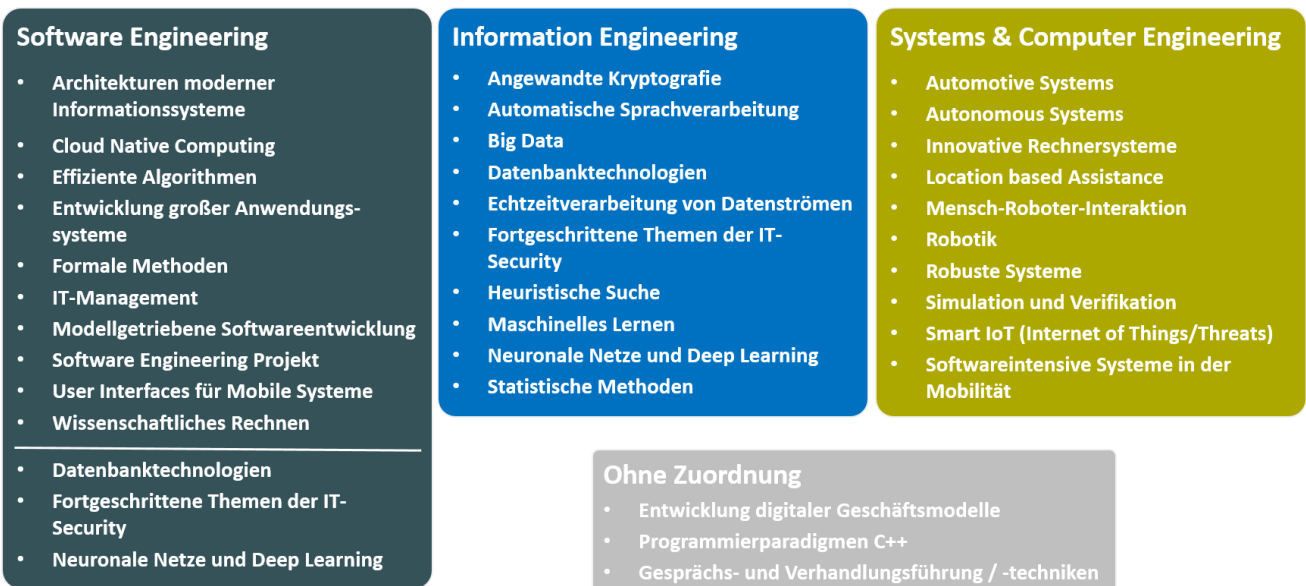 Software Engineering
• Architekturen moderner
Informationssysteme
• Cloud Native Computing
• Effiziente Algorithmen
• Entwicklung großer Anwendungs-
systeme
• Formale Methoden
• IT-Management
• Modellgetriebene Softwareentwicklung
• Software Engineering Projekt
• User Interfaces für Mobile Systeme
• Wissenschaftliches Rechnen
• Datenbanktechnologien
• Fortgeschrittene Themen der IT-
Security
• Neuronale Netze und Deep Learning
Information Engineering
• Angewandte Kryptografie
• Automatische Sprachverarbeitung
• Big Data
• Datenbanktechnologien
• Echtzeitverarbeitung von Datenströmen
• Fortgeschrittene Themen der IT-
Security
• Heuristische Suche
• Maschinelles Lernen
• Neuronale Netze und Deep Learning
• Statistische Methoden
Systems & Computer Engineering
• Automotive Systems
• Autonomous Systems
• Innovative Rechnersysteme
• Location based Assistance
• Mensch-Roboter-Interaktion
• Robotik
• Robuste Systeme
• Simulation und Verifikation
• Smart IoT (Internet of Things/Threats)
• Softwareintensive Systeme in der
Mobilität
Ohne Zuordnung
• Entwicklung digitaler Geschäftsmodelle
• Programmierparadigmen C++
• Gesprächs- und Verhandlungsführung / -techniken